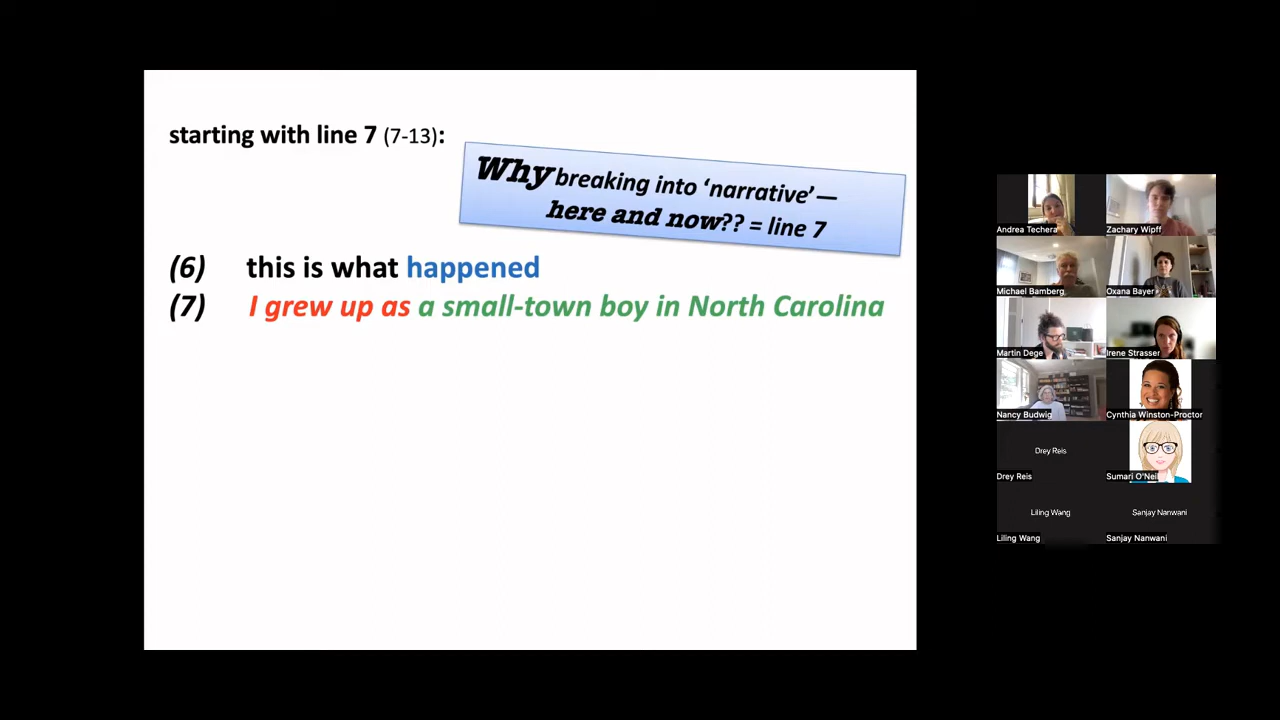 starting with line 7 (7-13):
Why breaking into ‘narrative’—
here and now?? = line 7
(6) this is what happened
(7) I grew up as a small-town boy in North Carolina
Andrea Techera
Zachary Wipff
Michael Bamberg
Oxana Bayer
Martin Dege
Irene Strasser
Nancy Budwig
Cynthia Winston-Proctor
Drey Reis
Drey Reis
Sumari O'Neil
Liling Wang
Sanjay Nanwani
Liling Wang
Sanjay Nanwani